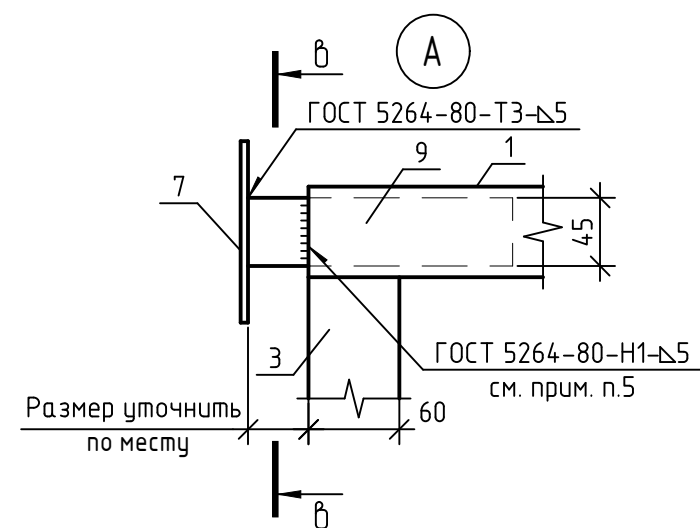 А
в
ГОСТ 5264-80-Т3-⊿5
9
1
7
45
3
ГОСТ 5264-80-Н1-⊿5
см. прим. п.5
Размер уточнить
по месту
60
в